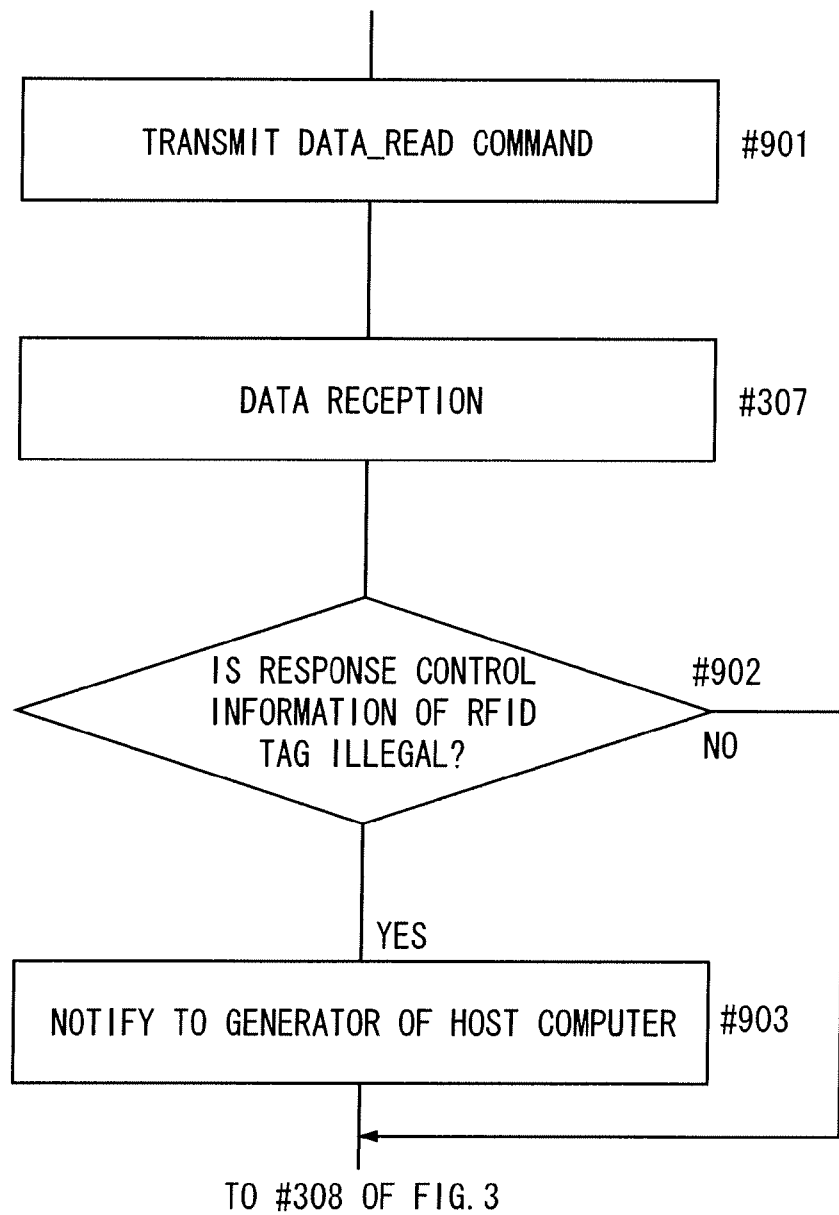 TRANSMIT DATA_READ COMMAND
#901
DATA RECEPTION
#307
IS RESPONSE CONTROL
INFORMATION OF RFID
TAG ILLEGAL?
#902
NO
YES
NOTIFY TO GENERATOR OF HOST COMPUTER
#903
TO #308 OF FIG. 3